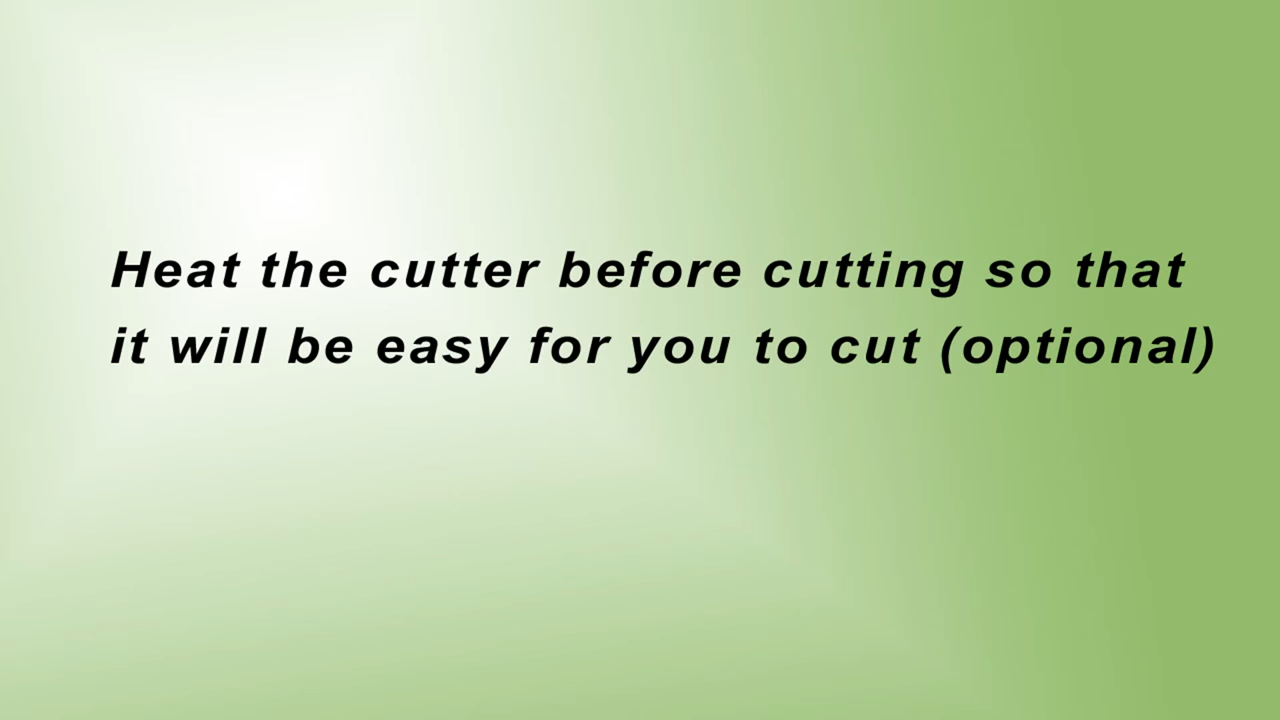 Heat the cutter before cutting so that
it will be easy for you to cut (optional)